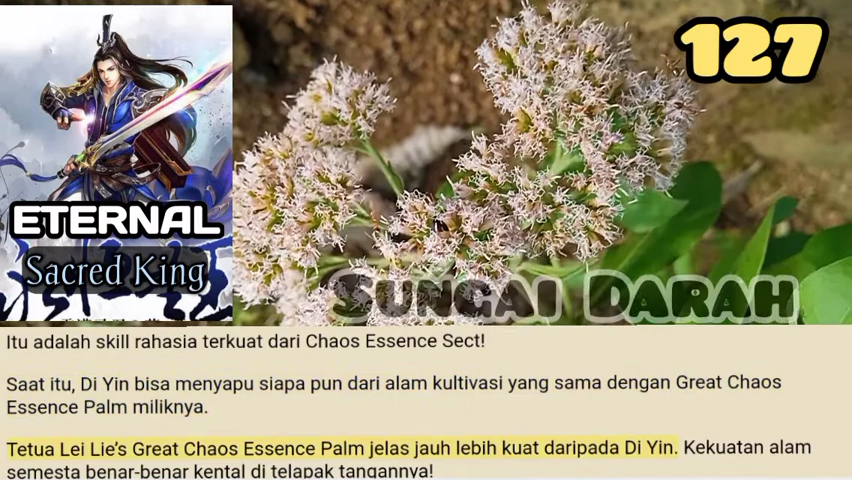 127
ETERNAL
Sacred King
SUNGAI DARAH
Itu adalah skill rahasia terkuat dari Chaos Essence Sect!
Saat itu, Di Yin bisa menyapu siapa pun dari alam kultivasi yang sama dengan Great Chaos
Essence Palm miliknya.
Tetua Lei Lie's Great Chaos Essence Palm jelas jauh lebih kuat daripada Di Yin. Kekuatan alam
semesta benar-benar kental di telapak tangannya!